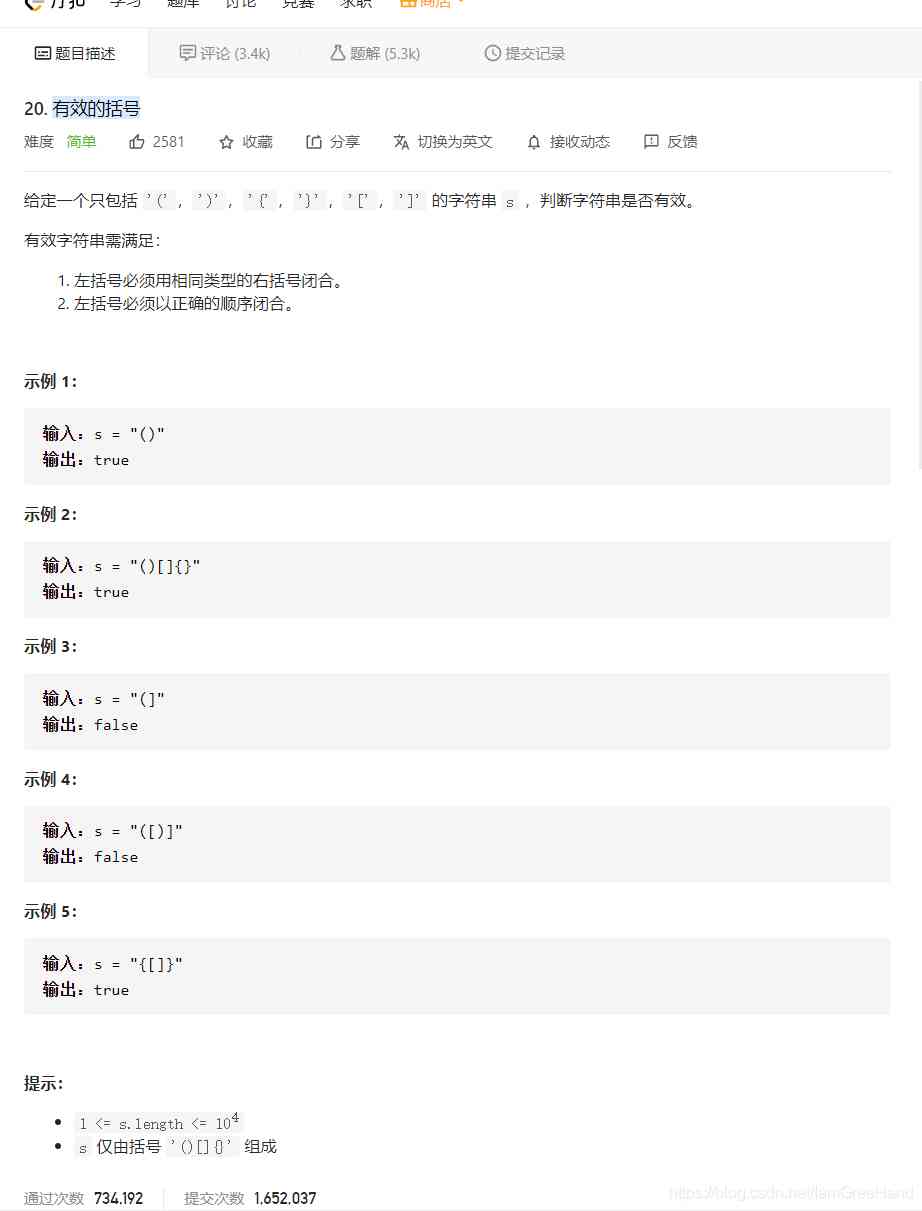 力扣 学习 题库 讨论 竞赛 求职 商店
题目描述 评论 (3.4k) 题解 (5.3k) 提交记录
20. 有效的括号
难度 简单 2581 收藏 分享 切换为英文 接收动态 反馈
给定一个只包括 '('，')'，'{'，'}'，'['，']' 的字符串 s ，判断字符串是否有效。
有效字符串需满足：
1. 左括号必须用相同类型的右括号闭合。
2. 左括号必须以正确的顺序闭合。
示例 1：
输入：s = "()"
输出：true
示例 2：
输入：s = "()[]{}"
输出：true
示例 3：
输入：s = "(]"
输出：false
示例 4：
输入：s = "([)]"
输出：false
示例 5：
输入：s = "{[]}"
输出：true
提示：
1 <= s.length <= 10⁴
s 仅由括号 '()[]{}' 组成
通过次数 734,192 提交次数 1,652,037
https://blog.csdn.net/IamGreeHand